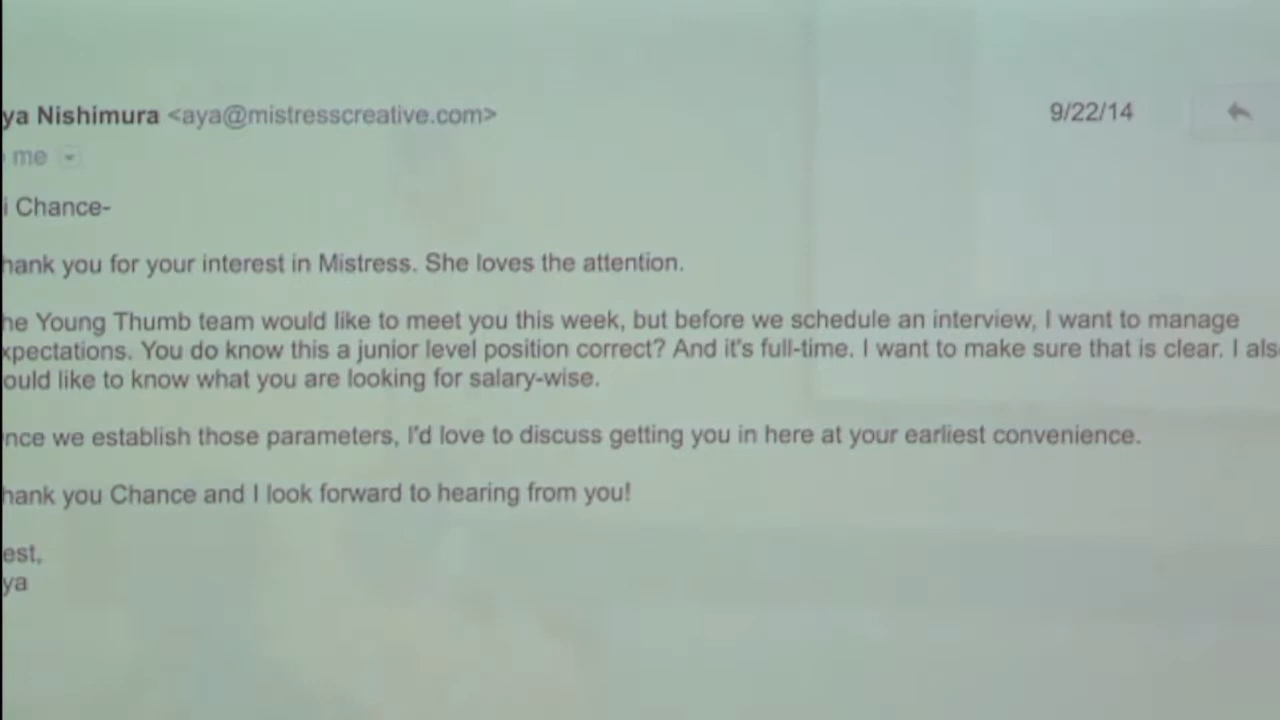 ya Nishimura <aya@mistresscreative.com> 9/22/14
me
i Chance-
hank you for your interest in Mistress. She loves the attention.
he Young Thumb team would like to meet you this week, but before we schedule an interview, I want to manage
xpectations. You do know this a junior level position correct? And it's full-time. I want to make sure that is clear. I als
ould like to know what you are looking for salary-wise.
nce we establish those parameters, I'd love to discuss getting you in here at your earliest convenience.
hank you Chance and I look forward to hearing from you!
est,
ya